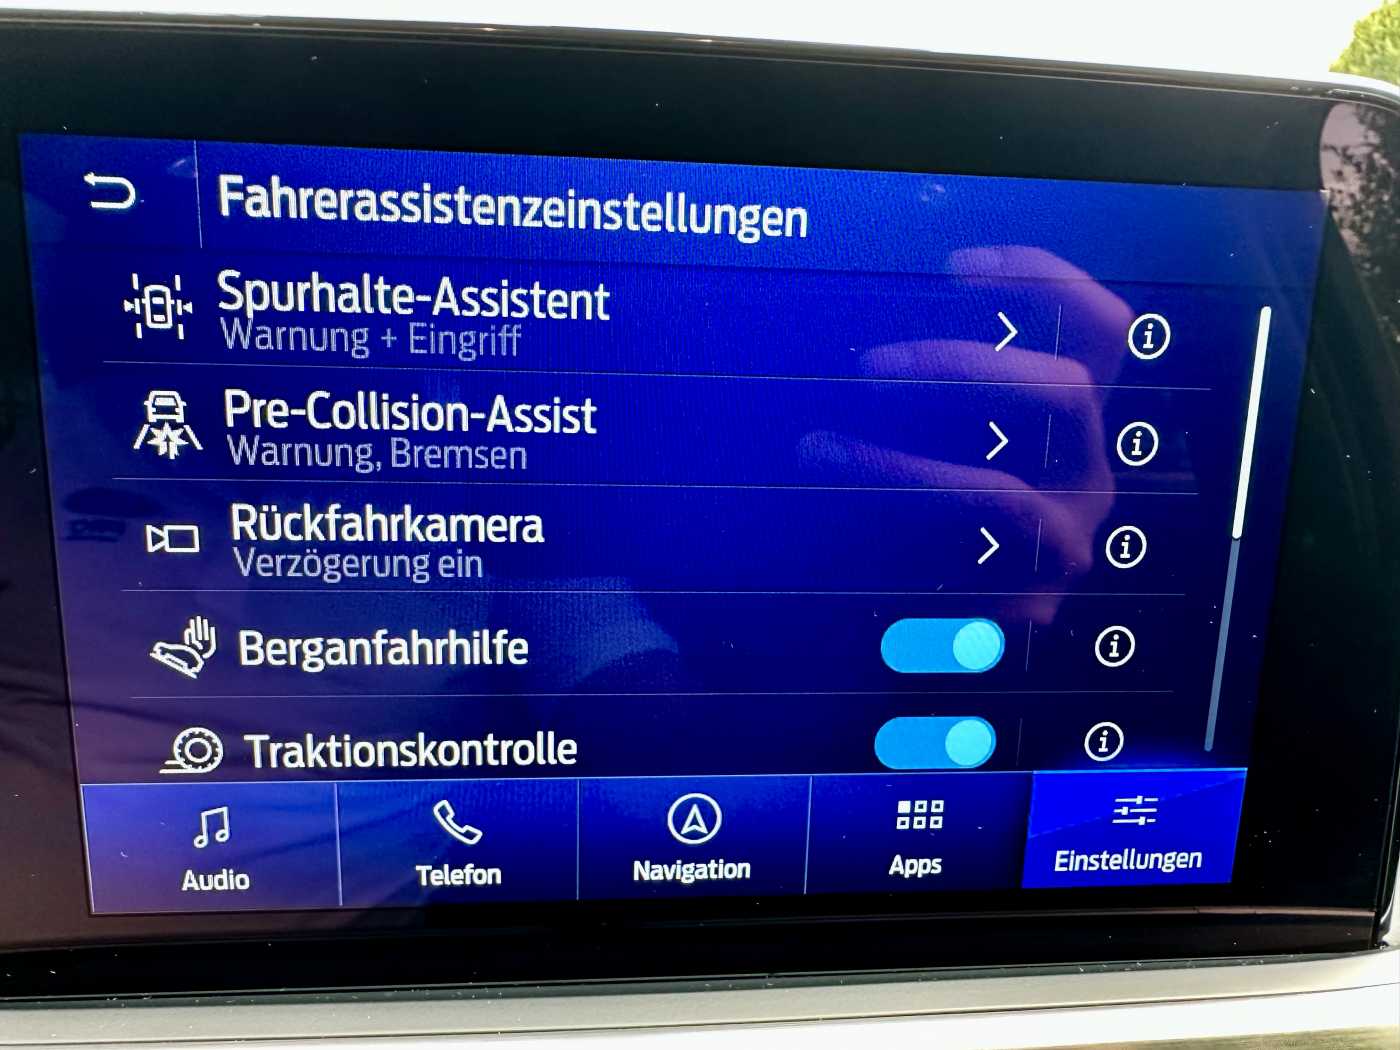 Fahrerassistenzeinstellungen
Spurhalte-Assistent
Warnung + Eingriff
Pre-Collision-Assist
Warnung, Bremsen
Rückfahrkamera
Verzögerung ein
Berganfahrhilfe
Traktionskontrolle
Audio
Telefon
Navigation
Apps
Einstellungen